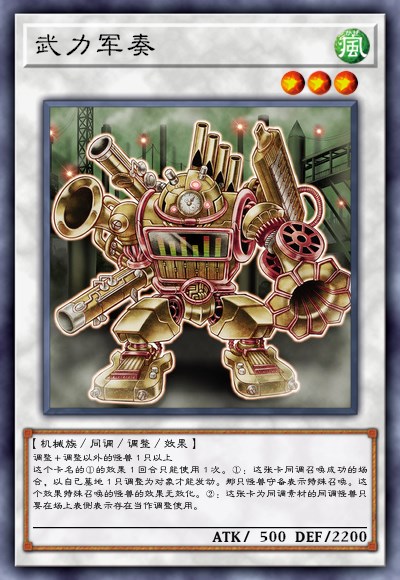 武力军奏
風
【机械族／同调／调整／效果】
调整＋调整以外的怪兽1只以上
这个卡名的①的效果1回合只能使用1次。①：这张卡同调召唤成功的场
合，以自己墓地1只调整为对象才能发动。那只怪兽守备表示特殊召唤。这
个效果特殊召唤的怪兽的效果无效化。②：这张卡为同调素材的同调怪兽只
要在场上表侧表示存在当作调整使用。
ATK/ 500 DEF/2200